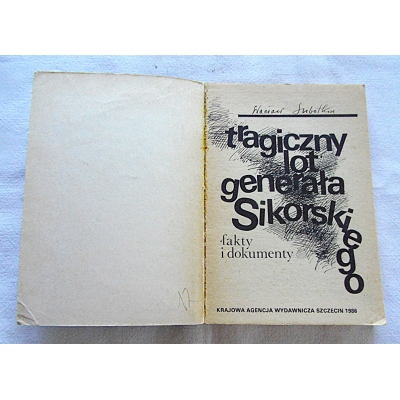 tragiczny
lot
generała
Sikorskiego
-fakty
i dokumenty
KRAJOWA AGENCJA WYDAWNICZA SZCZECIN 1986